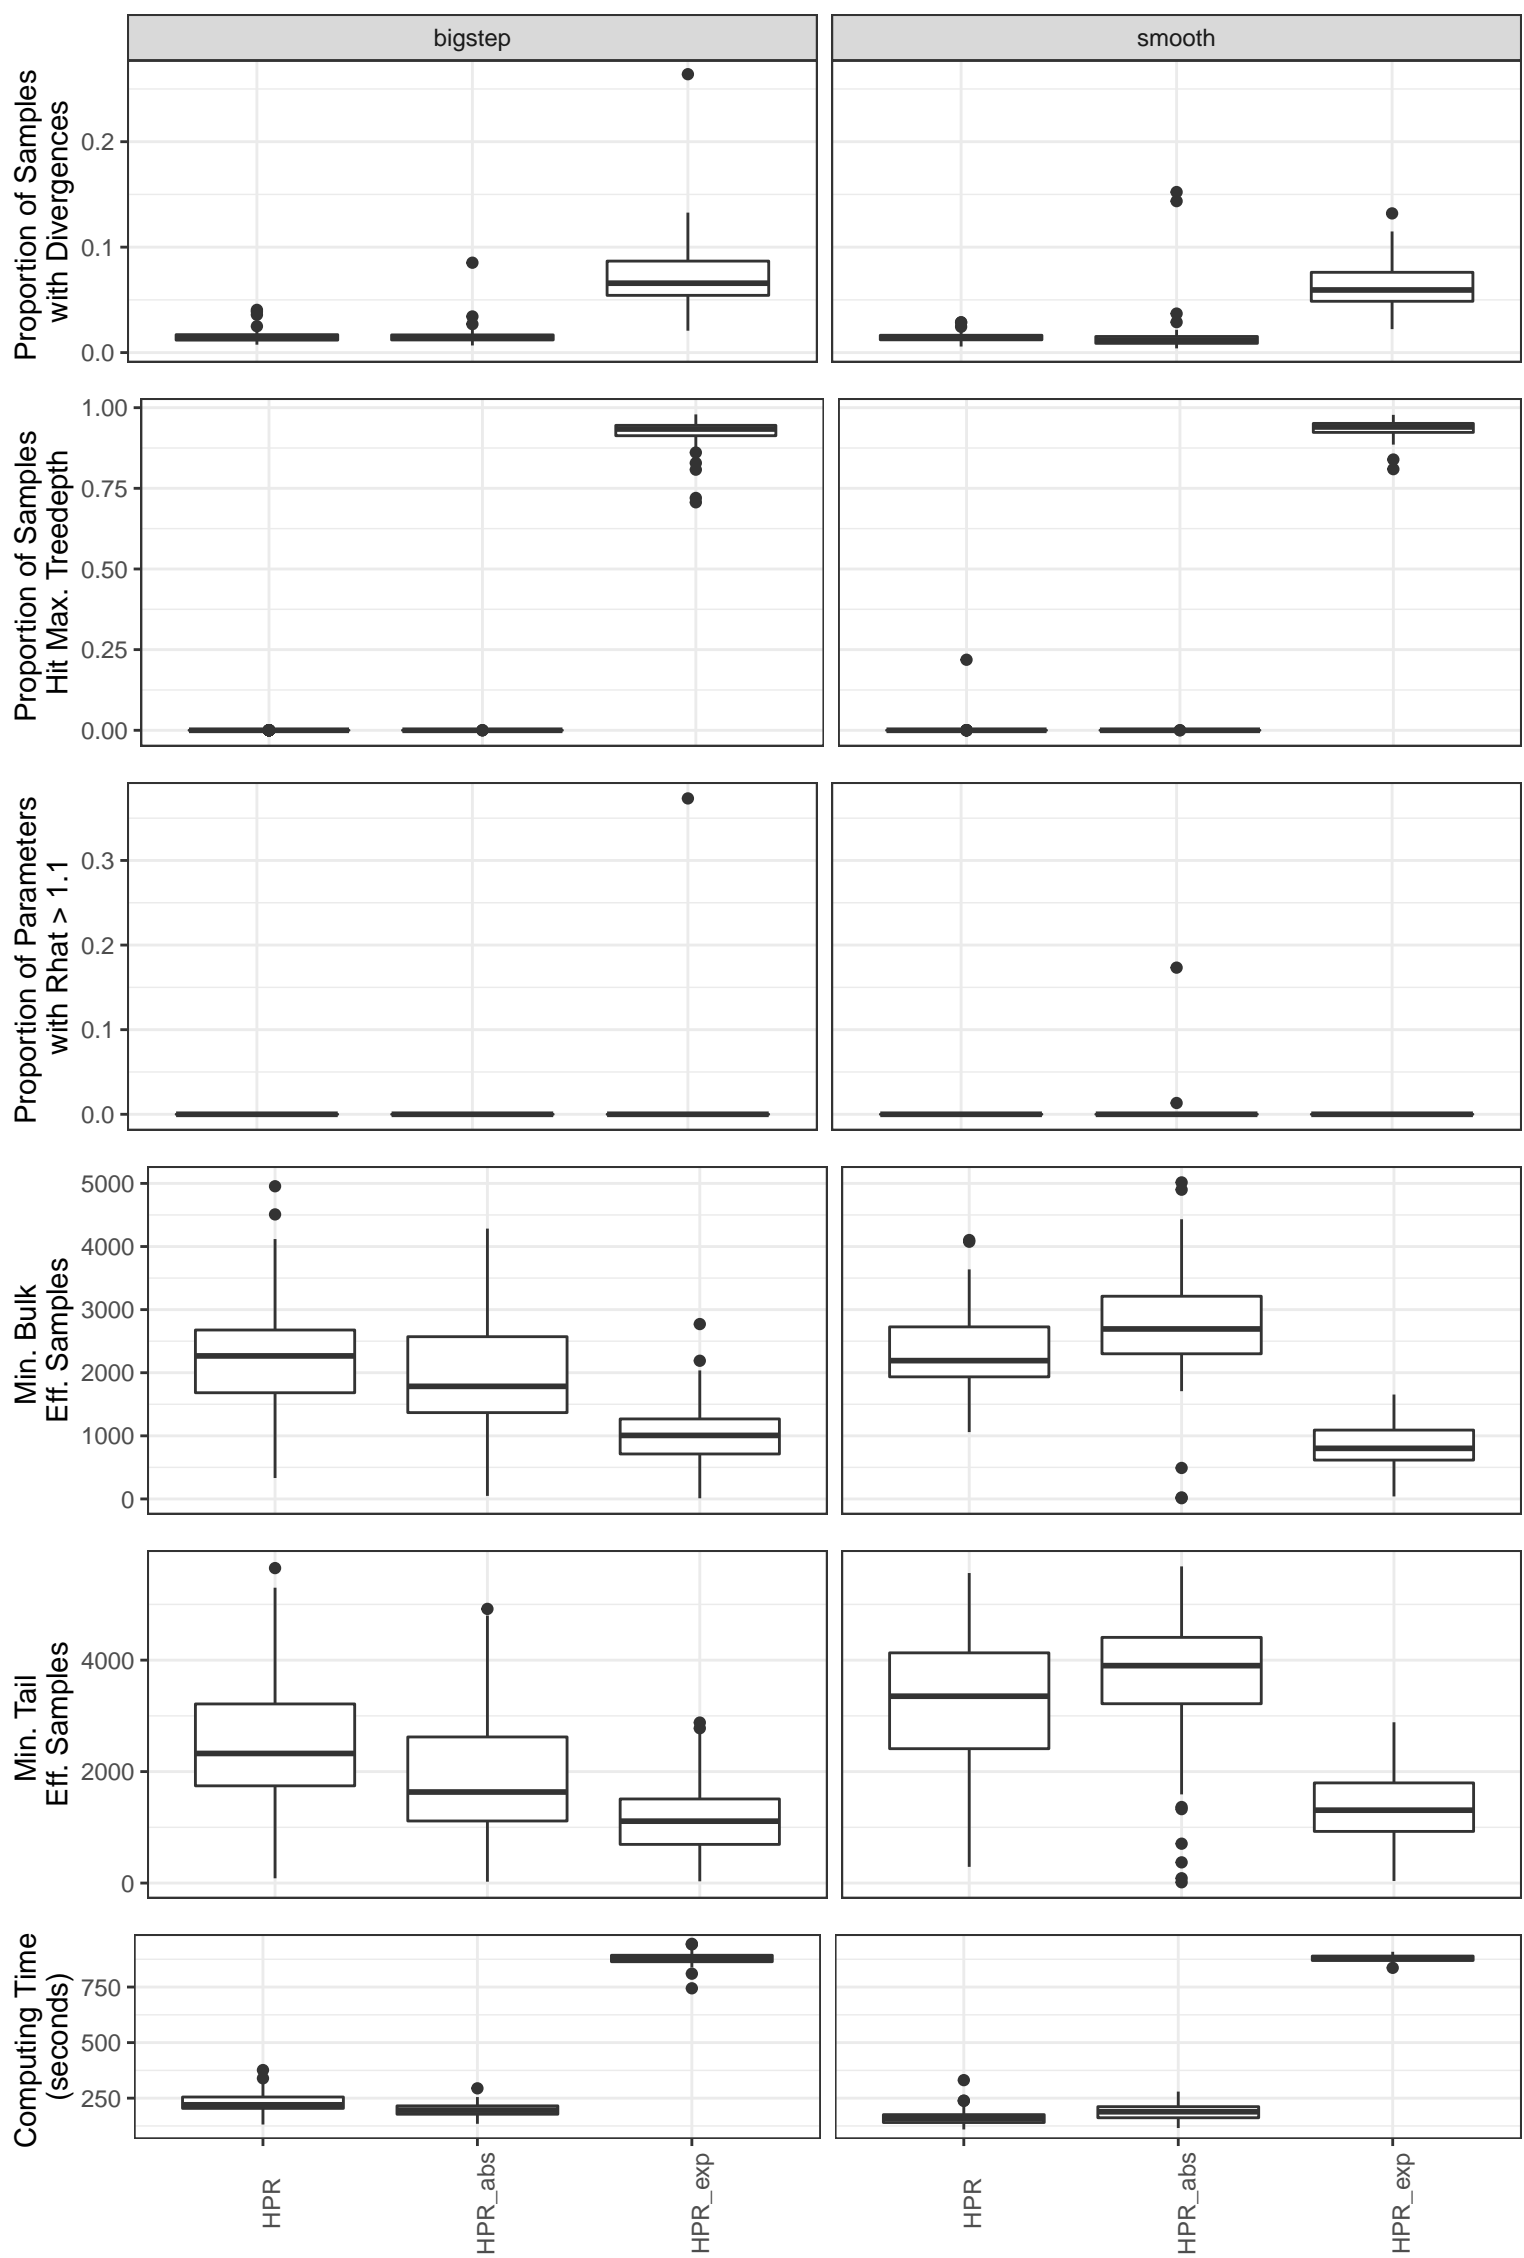 bigstep
smooth
Proportion of Samples
with Divergences
0.2
0.1
0.0
Proportion of Samples
Hit Max. Treedepth
1.00
0.75
0.50
0.25
0.00
Proportion of Parameters
with Rhat > 1.1
0.3
0.2
0.1
0.0
Min. Bulk
Eff. Samples
5000
4000
3000
2000
1000
0
Min. Tail
Eff. Samples
4000
2000
0
Computing Time
(seconds)
750
500
250
HPR
HPR_abs
HPR_exp
HPR
HPR_abs
HPR_exp